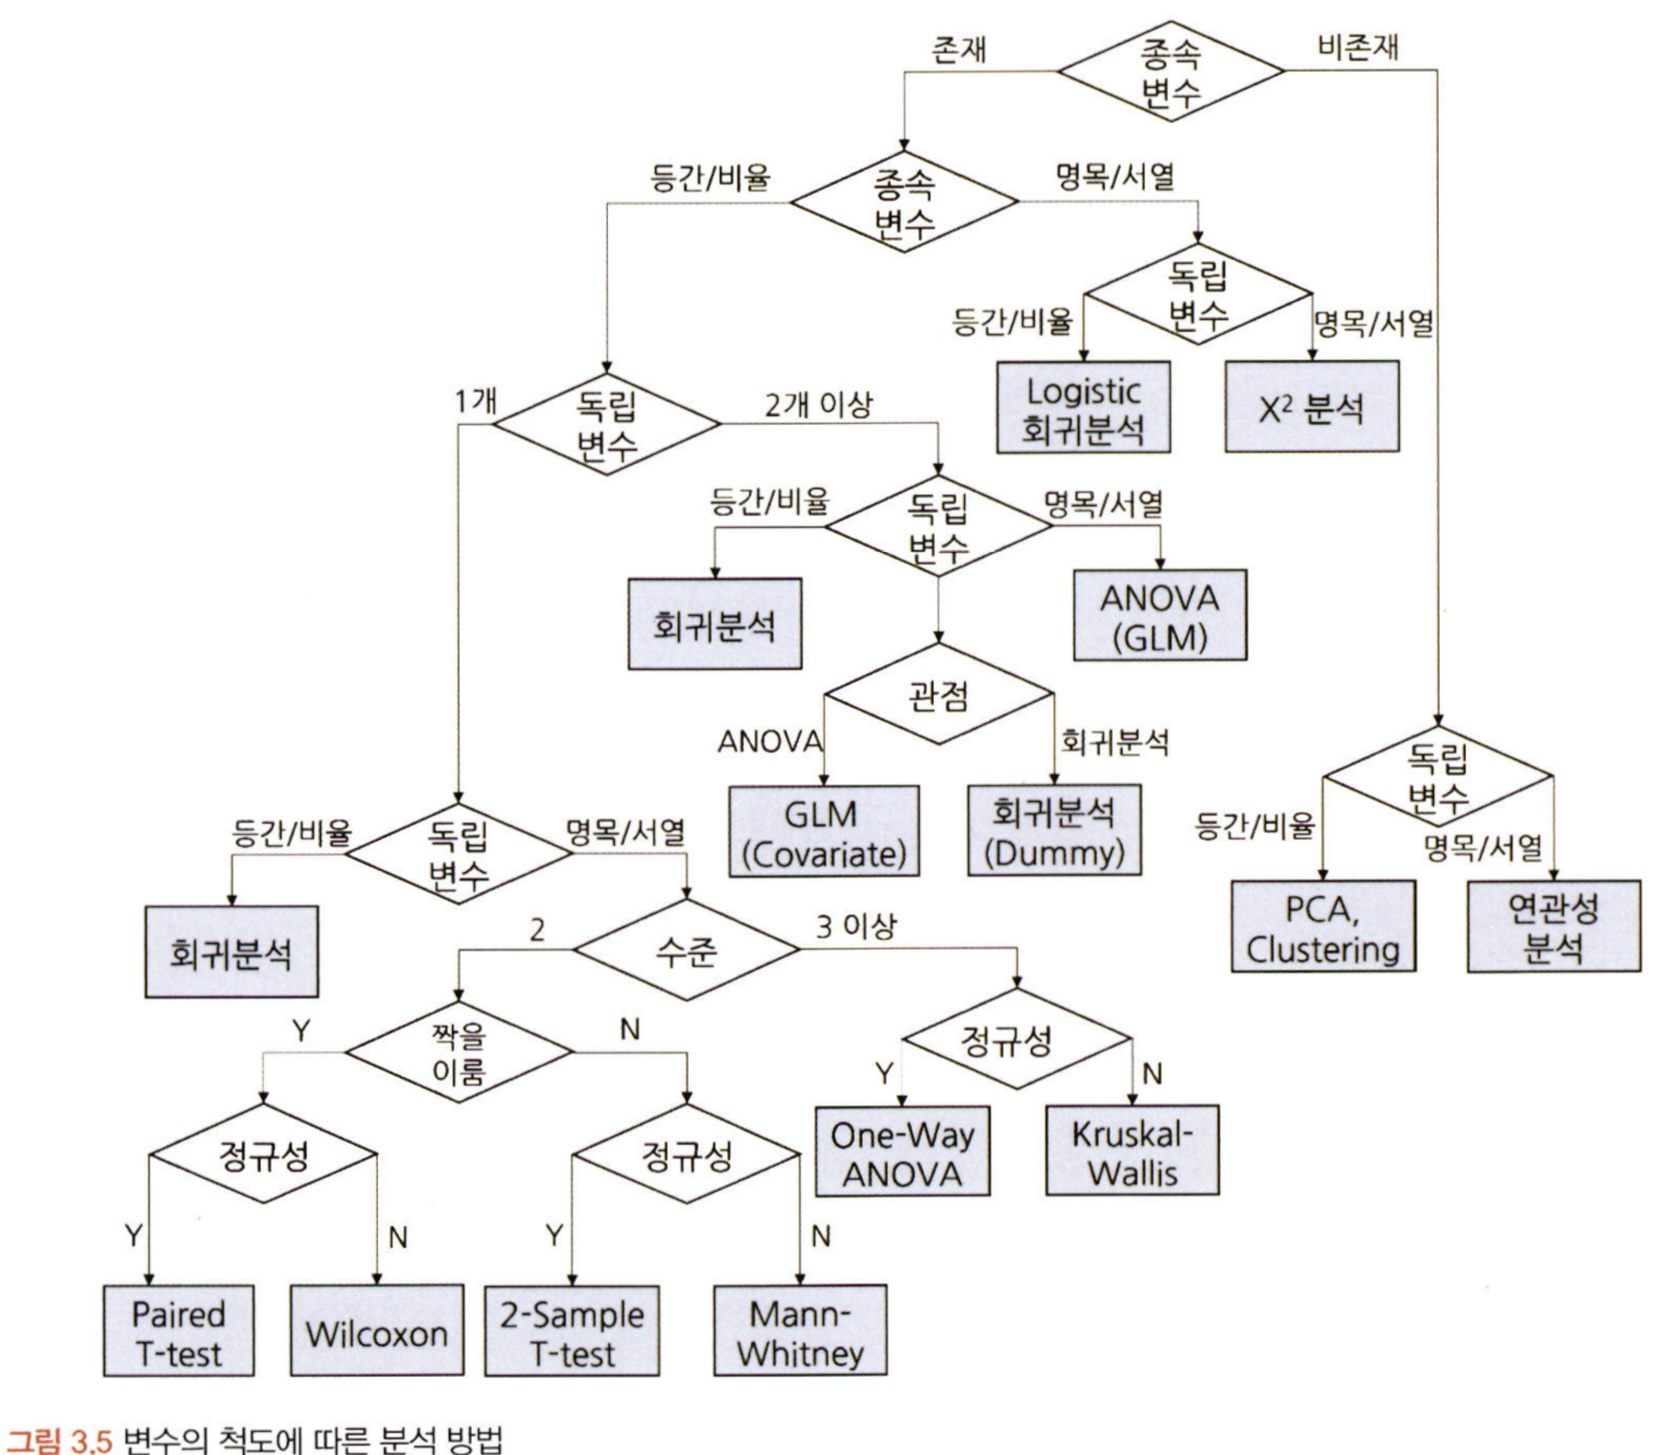 존재
종속
변수
비존재
등간/비율
종속
변수
명목/서열
독립
변수
등간/비율
명목/서열
Logistic
회귀분석
X² 분석
1개
독립
변수
2개 이상
등간/비율
독립
변수
명목/서열
회귀분석
ANOVA
(GLM)
관점
ANOVA
회귀분석
GLM
(Covariate)
회귀분석
(Dummy)
독립
변수
등간/비율
명목/서열
PCA,
Clustering
연관성
분석
등간/비율
독립
변수
명목/서열
회귀분석
2
수준
3 이상
Y
짝을
이룸
N
정규성
Y
N
One-Way
ANOVA
Kruskal-
Wallis
정규성
정규성
Y
N
Y
N
Paired
T-test
Wilcoxon
2-Sample
T-test
Mann-
Whitney
그림 3.5 변수의 척도에 따른 분석 방법